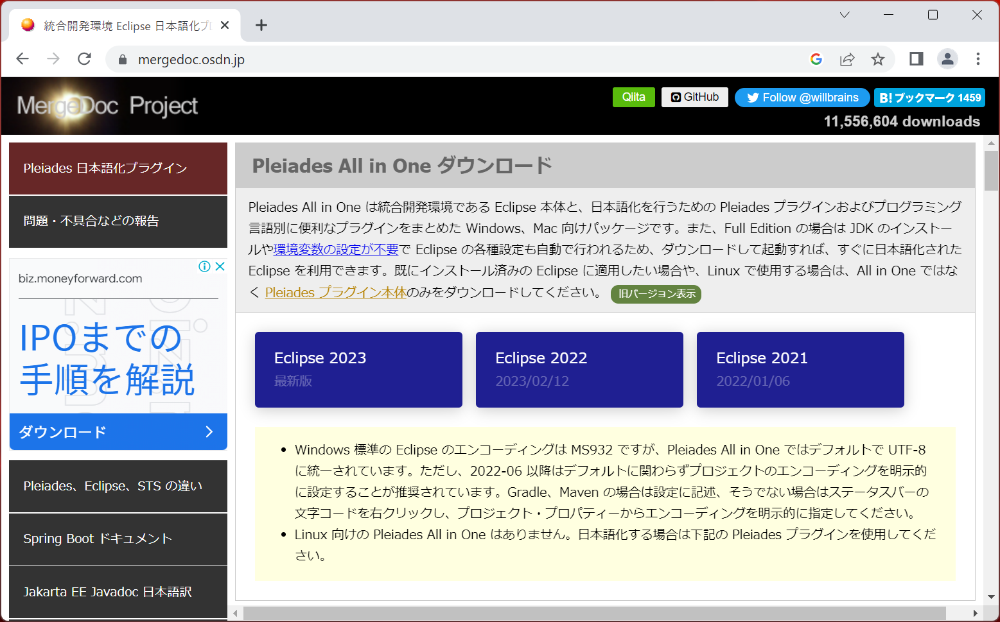 統合開発環境 Eclipse 日本語化プ
mergedoc.osdn.jp
MergeDoc Project
Qiita
GitHub
Follow @willbrains
B! ブックマーク 1459
11,556,604 downloads
Pleiades 日本語化プラグイン
問題・不具合などの報告
biz.moneyforward.com
IPOまでの
手順を解説
ダウンロード
Pleiades、Eclipse、STS の違い
Spring Boot ドキュメント
Jakarta EE Javadoc 日本語訳
Pleiades All in One ダウンロード
Pleiades All in One は統合開発環境である Eclipse 本体と、日本語化を行うための Pleiades プラグインおよびプログラミング
言語別に便利なプラグインをまとめた Windows、Mac 向けパッケージです。また、Full Edition の場合は JDK のインストー
ルや環境変数の設定が不要で Eclipse の各種設定も自動で行われるため、ダウンロードして起動すれば、すぐに日本語化された
Eclipse を利用できます。既にインストール済みの Eclipse に適用したい場合や、Linux で使用する場合は、All in One ではな
く Pleiades プラグイン本体のみをダウンロードしてください。 旧バージョン表示
Eclipse 2023
最新版
Eclipse 2022
2023/02/12
Eclipse 2021
2022/01/06
• Windows 標準の Eclipse のエンコーディングは MS932 ですが、Pleiades All in One ではデフォルトで UTF-8
に統一されています。ただし、2022-06 以降はデフォルトに関わらずプロジェクトのエンコーディングを明示的
に設定することが推奨されています。Gradle、Maven の場合は設定に記述、そうでない場合はステータスバーの
文字コードを右クリックし、プロジェクト・プロパティーからエンコーディングを明示的に指定してください。
• Linux 向けの Pleiades All in One はありません。日本語化する場合は下記の Pleiades プラグインを使用してくだ
さい。